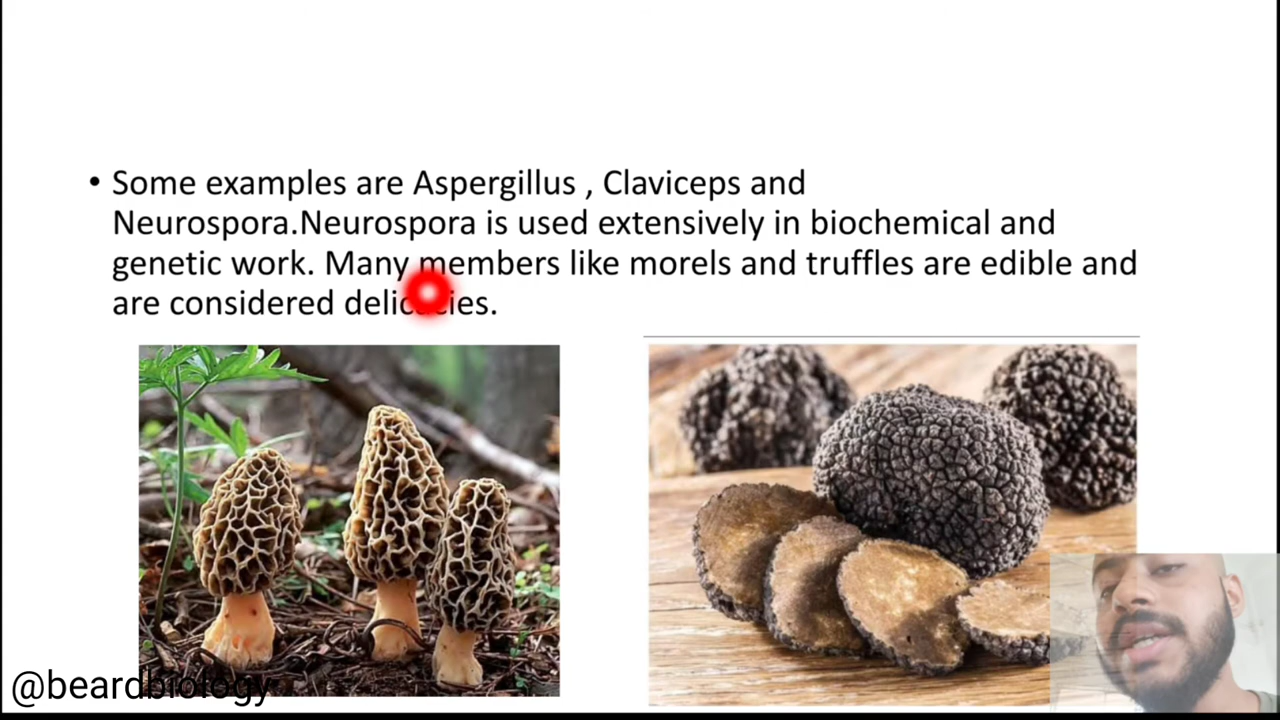 • Some examples are Aspergillus , Claviceps and
Neurospora.Neurospora is used extensively in biochemical and
genetic work. Many members like morels and truffles are edible and
are considered delicacies.
@beardbiology